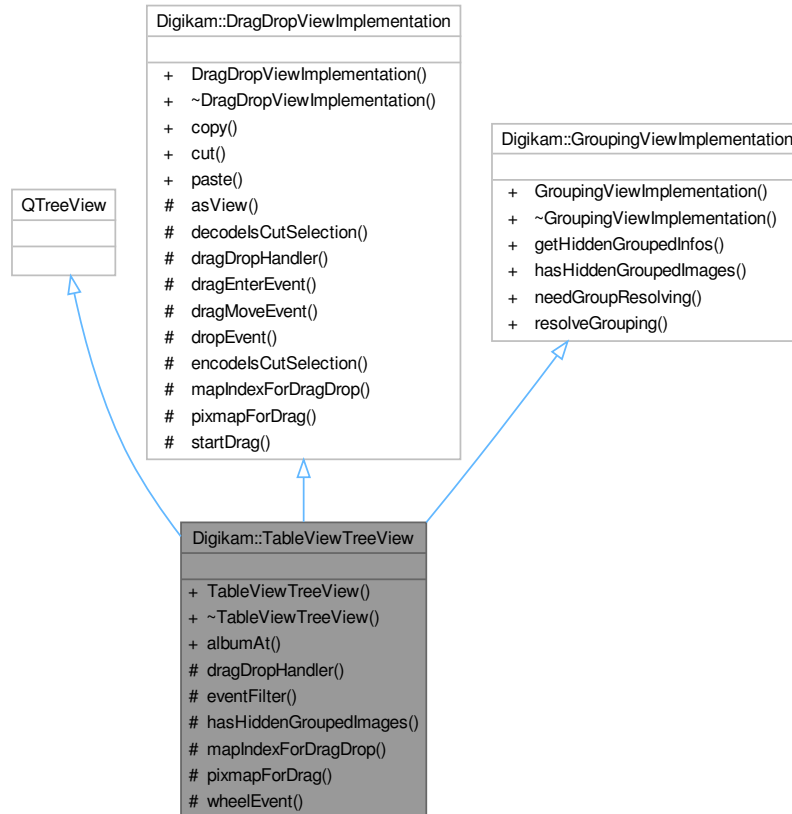 Digikam::DragDropViewImplementation
+ DragDropViewImplementation()
+ ~DragDropViewImplementation()
+ copy()
+ cut()
+ paste()
# asView()
# decodeIsCutSelection()
# dragDropHandler()
# dragEnterEvent()
# dragMoveEvent()
# dropEvent()
# encodeIsCutSelection()
# mapIndexForDragDrop()
# pixmapForDrag()
# startDrag()
Digikam::GroupingViewImplementation
+ GroupingViewImplementation()
+ ~GroupingViewImplementation()
+ getHiddenGroupedInfos()
+ hasHiddenGroupedImages()
+ needGroupResolving()
+ resolveGrouping()
QTreeView
Digikam::TableViewTreeView
+ TableViewTreeView()
+ ~TableViewTreeView()
+ albumAt()
# dragDropHandler()
# eventFilter()
# hasHiddenGroupedImages()
# mapIndexForDragDrop()
# pixmapForDrag()
# wheelEvent()